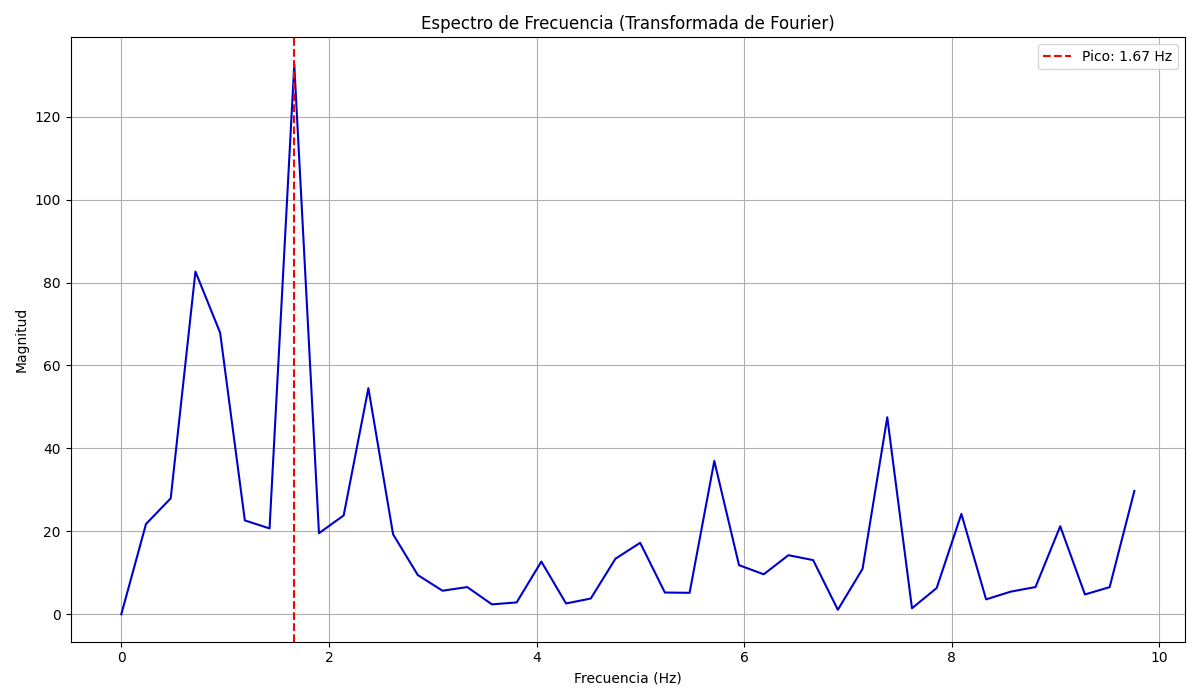 Espectro de Frecuencia (Transformada de Fourier)
Pico: 1.67 Hz
Magnitud
120
100
80
60
40
20
0
0 2 4 6 8 10
Frecuencia (Hz)